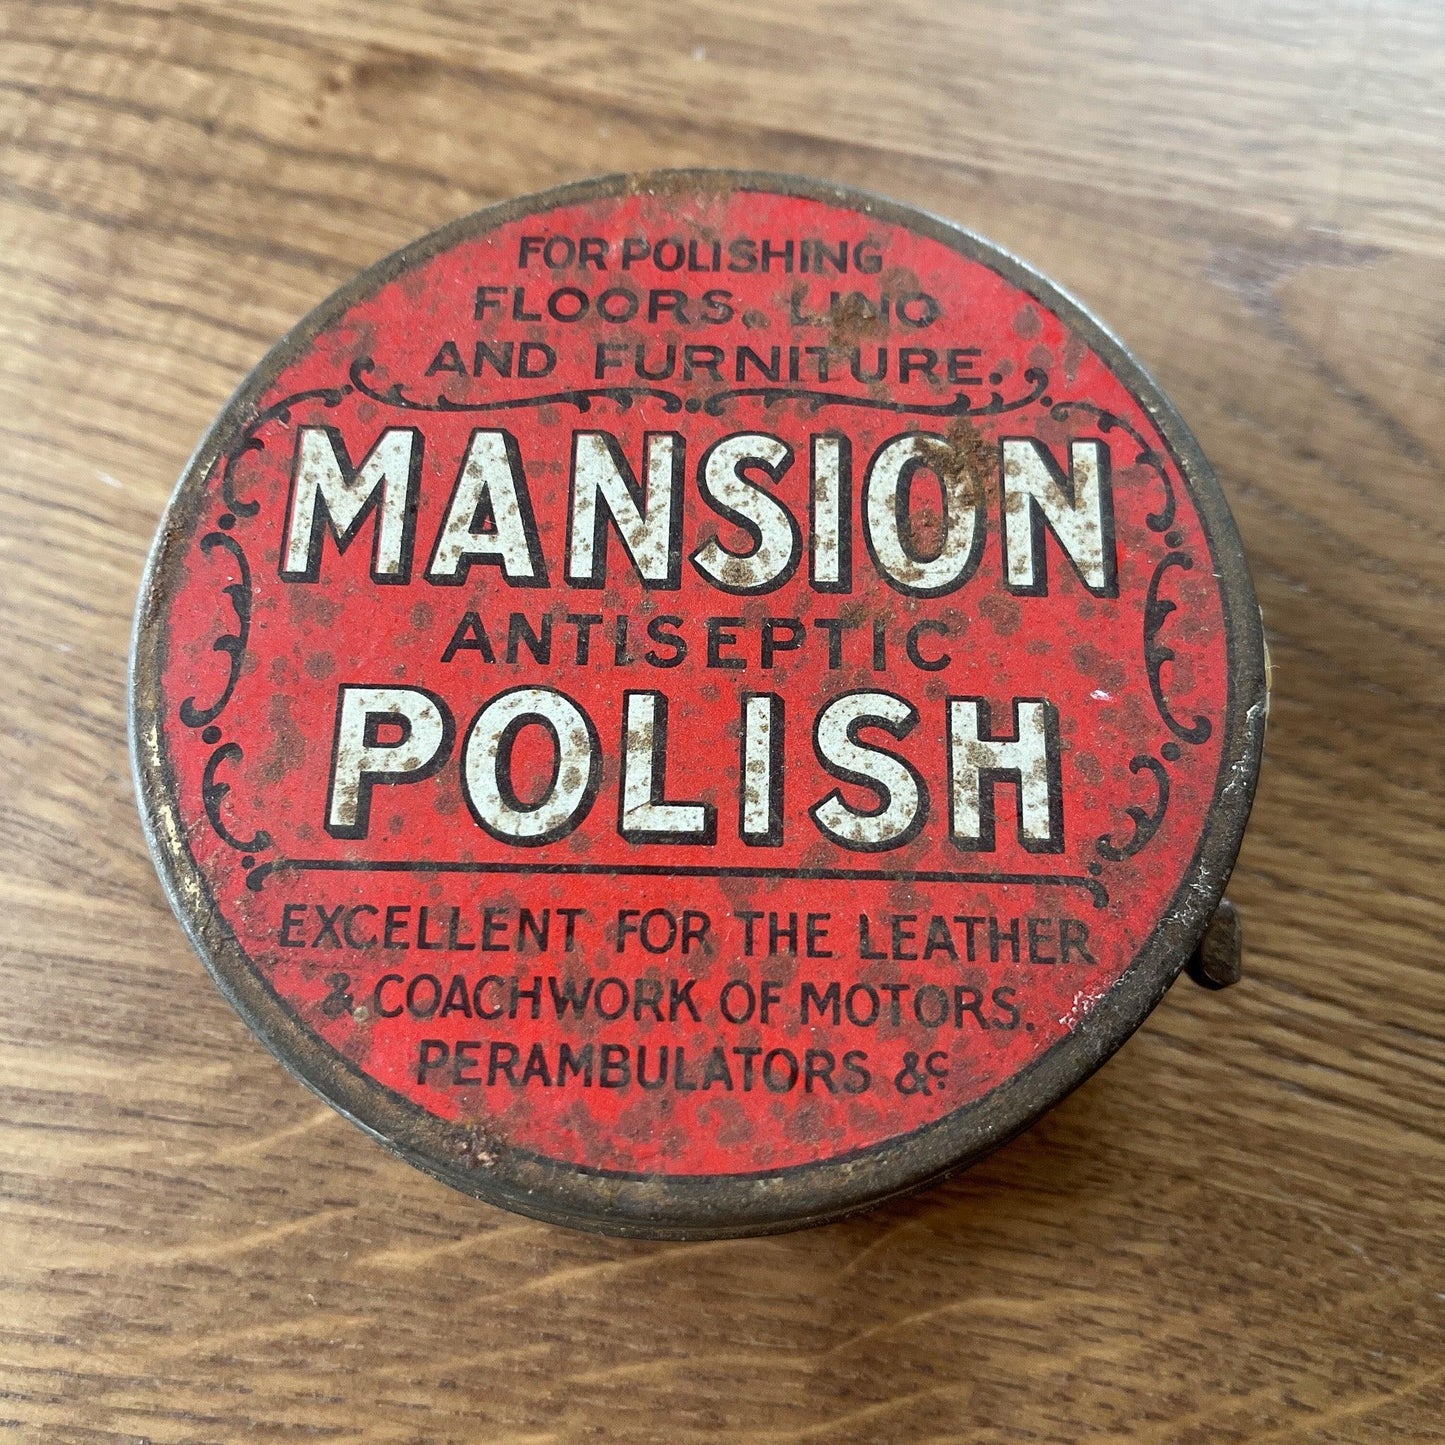 FOR POLISHING
FLOORS, LINO
AND FURNITURE.
MANSION
ANTISEPTIC
POLISH
EXCELLENT FOR THE LEATHER
& COACHWORK OF MOTORS.
PERAMBULATORS &c.